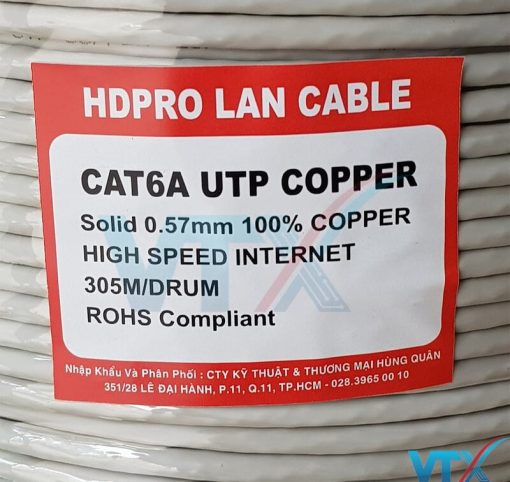 HDPRO LAN CABLE
CAT6A UTP COPPER
Solid 0.57mm 100% COPPER
HIGH SPEED INTERNET
305M/DRUM
ROHS Compliant
VTX
Nhập Khẩu Và Phân Phối : CTY KỸ THUẬT & THƯƠNG MẠI HÙNG QUÂN
351/28 LÊ ĐẠI HÀNH, P.11, Q.11, TP.HCM - 028.3965 00 10
VTX